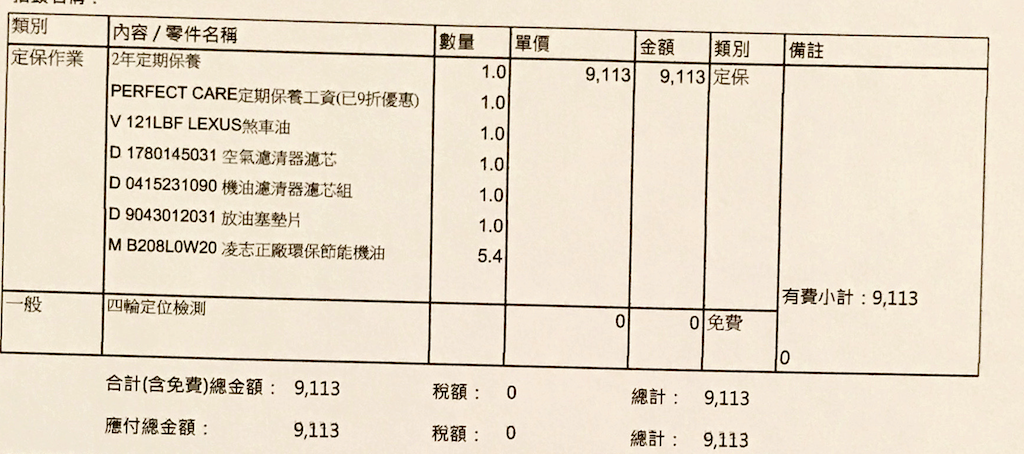 類別 內容 / 零件名稱 數量 單價 金額 類別 備註
定保作業 2年定期保養 1.0 9,113 9,113 定保
PERFECT CARE定期保養工資(已9折優惠) 1.0
V 121LBF LEXUS煞車油 1.0
D 1780145031 空氣濾清器濾芯 1.0
D 0415231090 機油濾清器濾芯組 1.0
D 9043012031 放油塞墊片 1.0
M B208L0W20 凌志正廠環保節能機油 5.4
有費小計：9,113
一般 四輪定位檢測 0 0 免費
0
合計(含免費)總金額： 9,113 稅額： 0 總計： 9,113
應付總金額： 9,113 稅額： 0 總計： 9,113